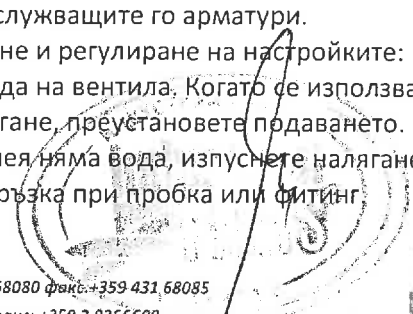 служващите го арматури.
не и регулиране на настройките:
да на вентила. Когато се използва
гане, преустановете подаването.
няма вода, изпуснете налягане
ръзка при пробка или фитинг
68080 факс.+359 431 68085